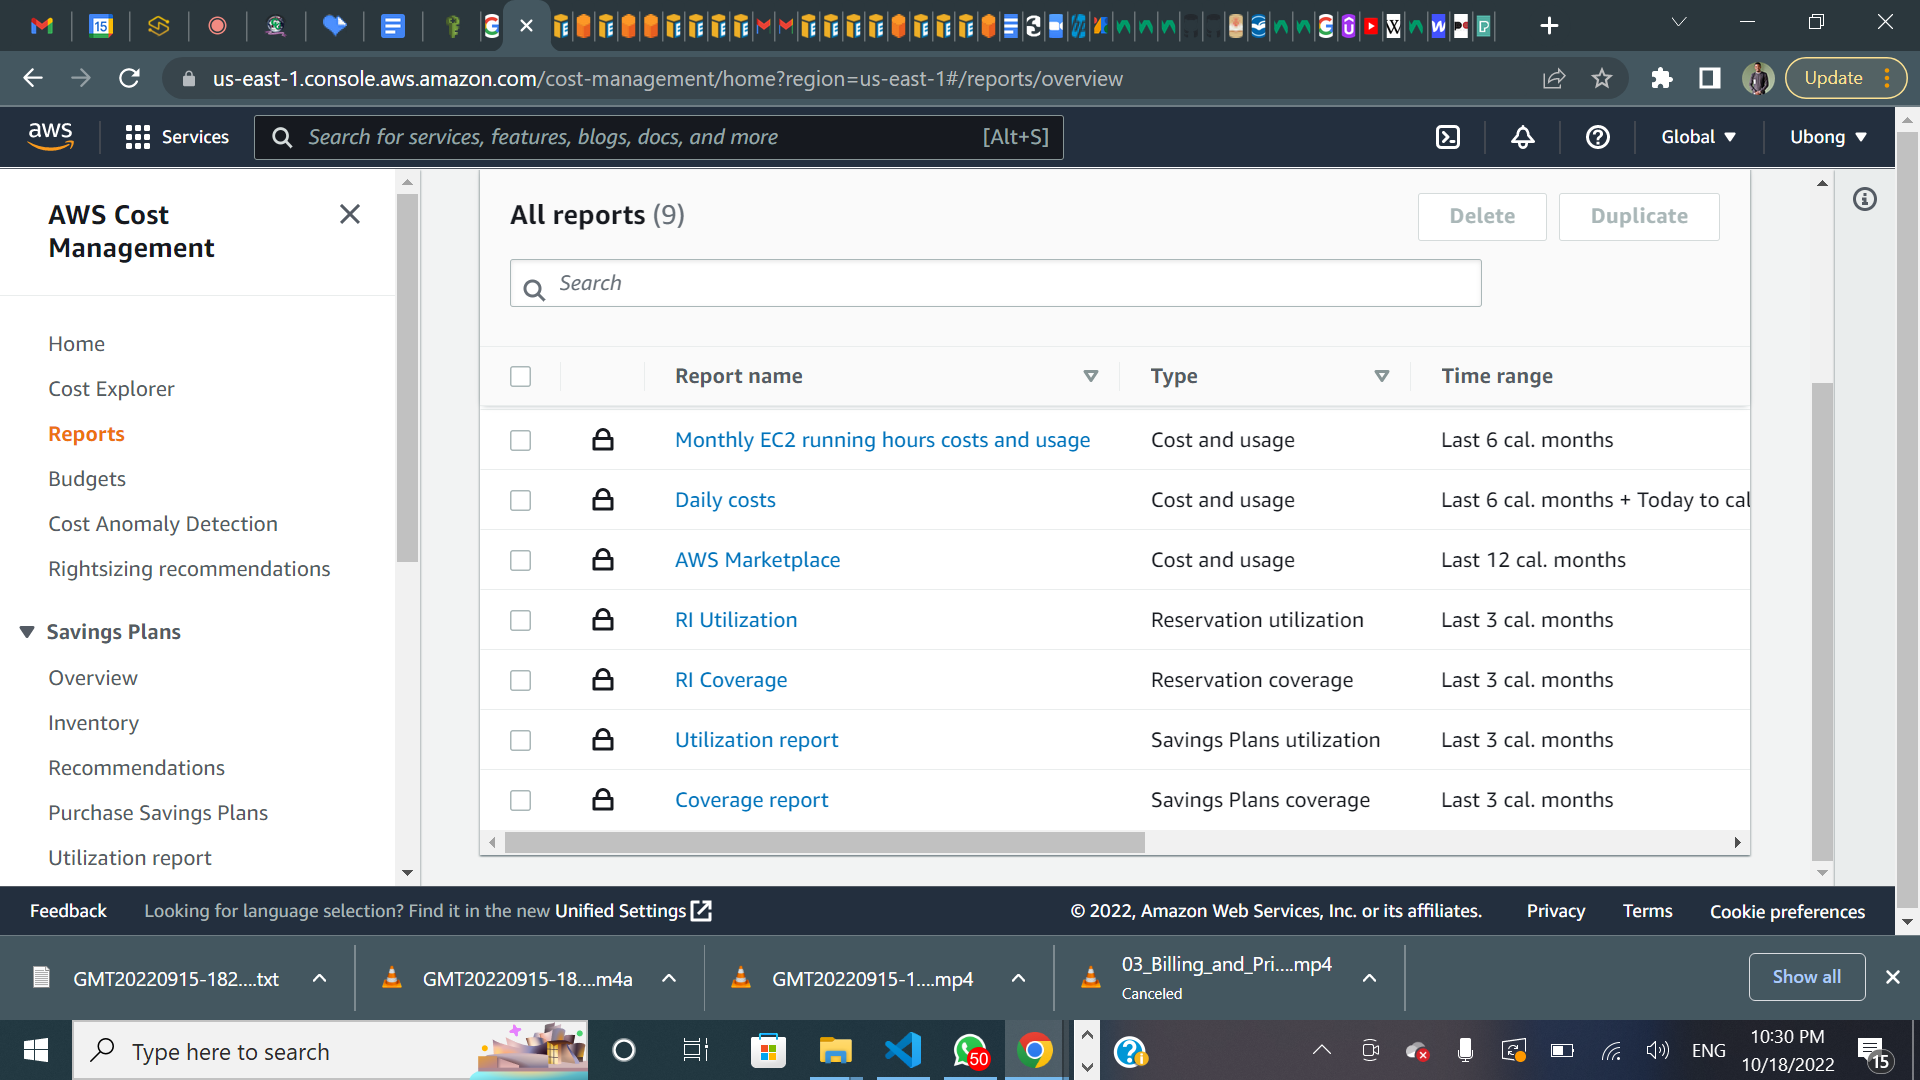 15
us-east-1.console.aws.amazon.com/cost-management/home?region=us-east-1#/reports/overview
Update
aws
Services
Search for services, features, blogs, docs, and more
[Alt+S]
Global
Ubong
AWS Cost
Management
Home
Cost Explorer
Reports
Budgets
Cost Anomaly Detection
Rightsizing recommendations
Savings Plans
Overview
Inventory
Recommendations
Purchase Savings Plans
Utilization report
All reports (9)
Delete
Duplicate
Search
Report name
Type
Time range
Monthly EC2 running hours costs and usage
Cost and usage
Last 6 cal. months
Daily costs
Cost and usage
Last 6 cal. months + Today to cal
AWS Marketplace
Cost and usage
Last 12 cal. months
RI Utilization
Reservation utilization
Last 3 cal. months
RI Coverage
Reservation coverage
Last 3 cal. months
Utilization report
Savings Plans utilization
Last 3 cal. months
Coverage report
Savings Plans coverage
Last 3 cal. months
Feedback
Looking for language selection? Find it in the new Unified Settings
© 2022, Amazon Web Services, Inc. or its affiliates.
Privacy
Terms
Cookie preferences
GMT20220915-182....txt
GMT20220915-18....m4a
GMT20220915-1....mp4
03_Billing_and_Pri....mp4
Canceled
Show all
Type here to search
50
ENG
10:30 PM
10/18/2022
15